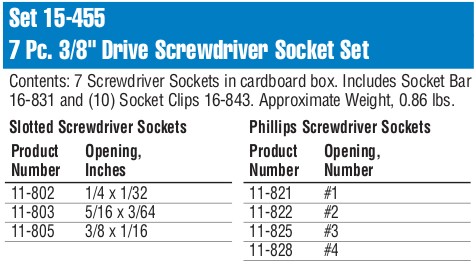 Set 15-455
7 Pc. 3/8" Drive Screwdriver Socket Set
Contents: 7 Screwdriver Sockets in cardboard box. Includes Socket Bar
16-831 and (10) Socket Clips 16-843. Approximate Weight, 0.86 lbs.
Slotted Screwdriver Sockets
Product Opening,
Number Inches
11-802 1/4 x 1/32
11-803 5/16 x 3/64
11-805 3/8 x 1/16
Phillips Screwdriver Sockets
Product Opening,
Number Number
11-821 #1
11-822 #2
11-825 #3
11-828 #4